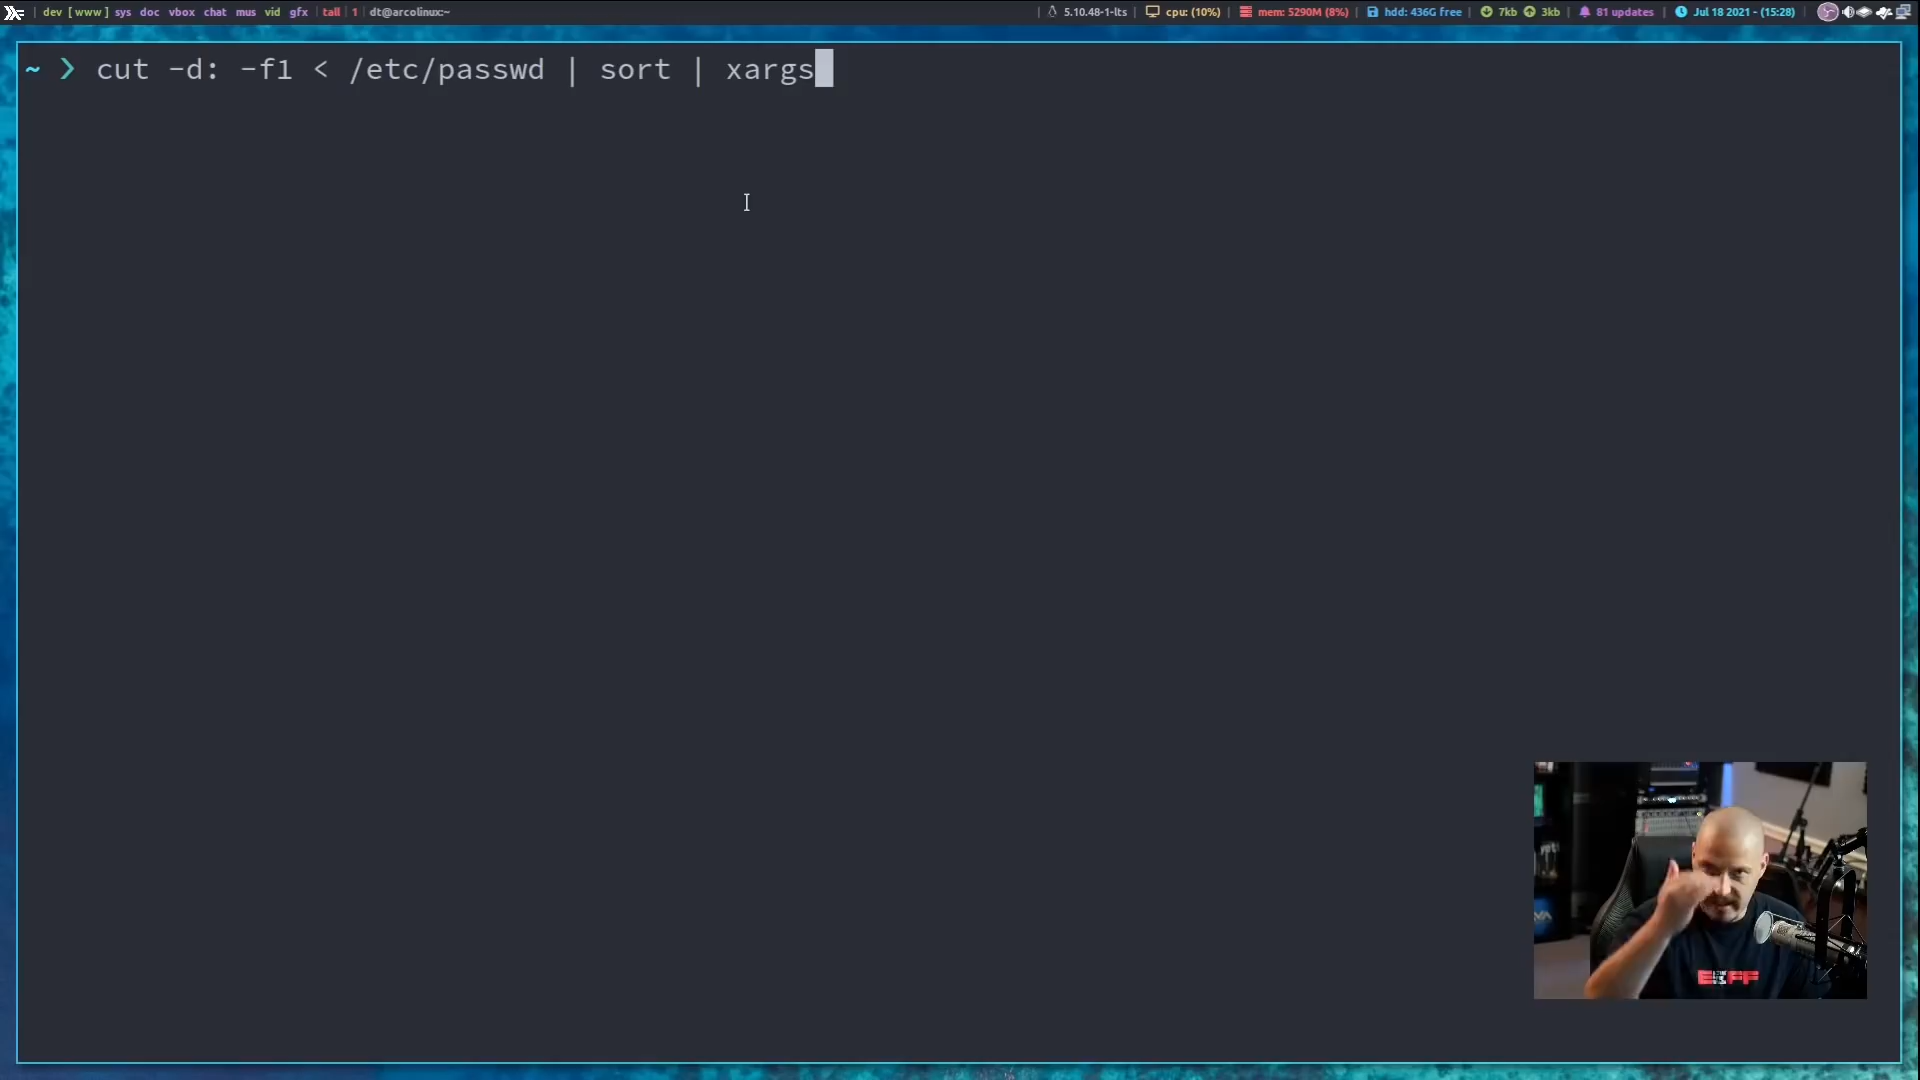 dev [ www ] sys doc vbox chat mus vid gfx | tall | 1 | dt@arcolinux:~ | 5.10.48-1-lts | cpu: (10%) | mem: 5290M (8%) | hdd: 436G free | 7kb 3kb | 81 updates | Jul 18 2021 - (15:28) |
~ ❯ cut -d: -f1 < /etc/passwd | sort | xargs